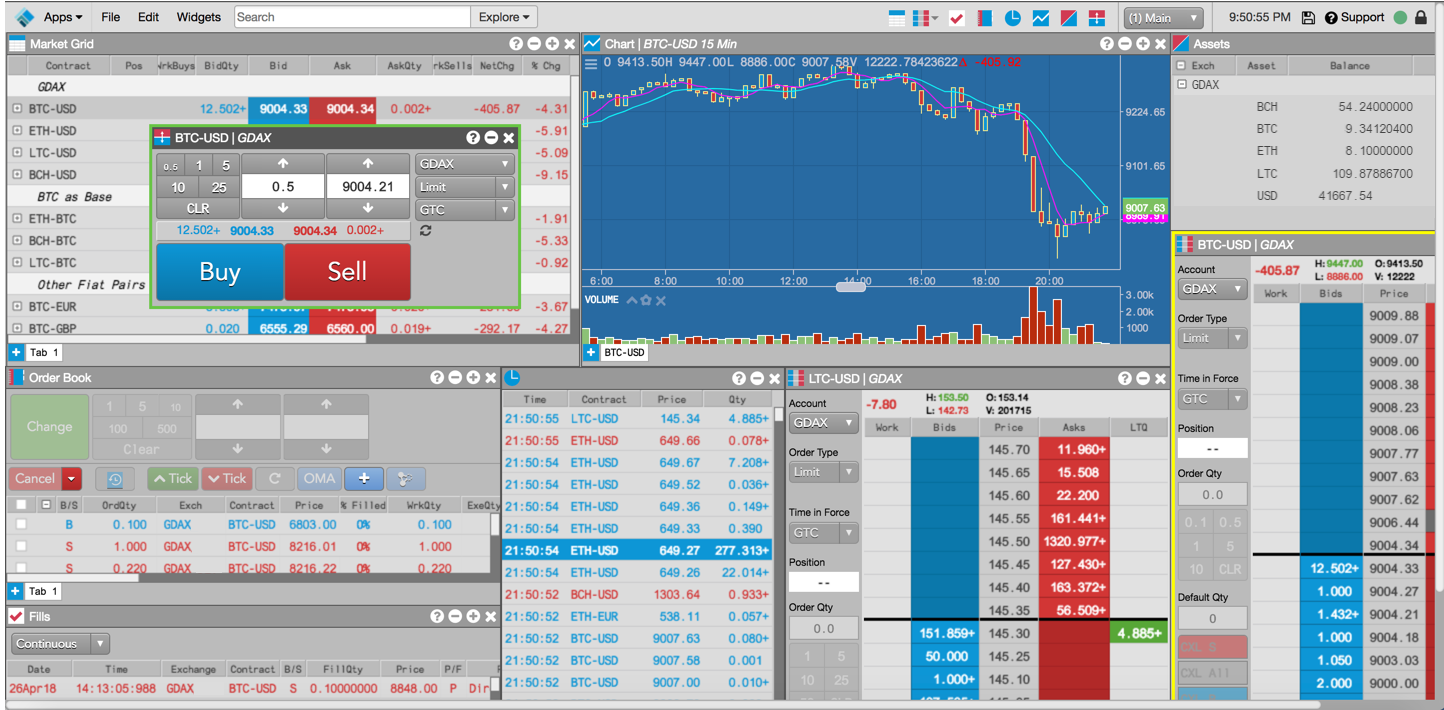 Apps File Edit Widgets Search Explore (1) Main 9:50:55 PM Support
Market Grid
Contract Pos WrkBuys BidQty Bid Ask AskQty rkSells NetChg % Chg
GDAX
BTC-USD 12.502+ 9004.33 9004.34 0.002+ -405.87 -4.31
ETH-USD -5.91
LTC-USD -5.09
BCH-USD -9.15
BTC as Base
ETH-BTC -1.91
BCH-BTC -5.33
LTC-BTC -0.92
Other Fiat Pairs
BTC-EUR -3.67
BTC-GBP 0.020 6555.29 6560.00 0.019+ -292.17 -4.27
Tab 1
BTC-USD | GDAX
0.5 1 5
10 25
CLR
0.5 9004.21
GDAX
Limit
GTC
12.502+ 9004.33 9004.34 0.002+
Buy Sell
Chart | BTC-USD 15 Min
O 9413.50H 9447.00L 8886.00C 9007.58V 12222.78423622Δ -405.92
9224.65
9101.65
9007.63
6:00 8:00 10:00 12:00 14:00 16:00 18:00 20:00
VOLUME
3.00k
2.00k
1000
BTC-USD
Assets
Exch Asset Balance
GDAX
BCH 54.24000000
BTC 9.34120400
ETH 8.10000000
LTC 109.87886700
USD 41667.54
BTC-USD | GDAX
Account
GDAX
Order Type
Limit
Time in Force
GTC
Position
--
Order Qty
0.0
0.1 0.5
1 5
10 CLR
Default Qty
0
CXL S
CXL All
-405.87 H:9447.00 O:9413.50
L: 8886.00 V: 12222
Work Bids Price
9009.88
9009.07
9009.00
9008.38
9008.23
9008.06
9007.77
9007.63
9007.62
9006.44
9004.34
12.502+ 9004.33
1.000 9004.27
1.432+ 9004.21
1.000 9004.18
1.050 9003.03
2.000 9000.00
Order Book
Change
1 5 10
100 500
Clear
Cancel Tick Tick OMA
B/S OrdQty Exch Contract Price % Filled WrkQty ExeQty
B 0.100 GDAX BTC-USD 6803.00 0% 0.100
S 1.000 GDAX BTC-USD 8216.01 0% 1.000
S 0.220 GDAX BTC-USD 8216.22 0% 0.220
Tab 1
Fills
Continuous
Date Time Exchange Contract B/S FillQty Price P/F
26Apr18 14:13:05:988 GDAX BTC-USD S 0.10000000 8848.00 P Dir
Time Contract Price Qty
21:50:55 LTC-USD 145.34 4.885+
21:50:55 ETH-USD 649.66 0.078+
21:50:54 ETH-USD 649.67 7.208+
21:50:54 ETH-USD 649.52 0.036+
21:50:54 ETH-USD 649.36 0.149+
21:50:54 ETH-USD 649.33 0.390
21:50:54 ETH-USD 649.27 277.313+
21:50:54 ETH-USD 649.26 22.014+
21:50:52 BCH-USD 1303.64 0.933+
21:50:52 ETH-EUR 538.11 0.057+
21:50:52 BTC-USD 9007.63 0.080+
21:50:52 BTC-USD 9007.58 0.001
21:50:52 BTC-USD 9007.00 0.010+
LTC-USD | GDAX
Account
GDAX
Order Type
Limit
Time in Force
GTC
Position
--
Order Qty
0.0
1 5
10 25
-7.80 H: 153.50 O: 153.14
L: 142.73 V: 201715
Work Bids Price Asks LTQ
145.70 11.960+
145.65 15.508
145.60 22.200
145.55 161.441+
145.50 1320.977+
145.45 127.430+
145.40 163.372+
145.35 56.509+
151.859+ 145.30 4.885+
50.000 145.25
1.000+ 145.10